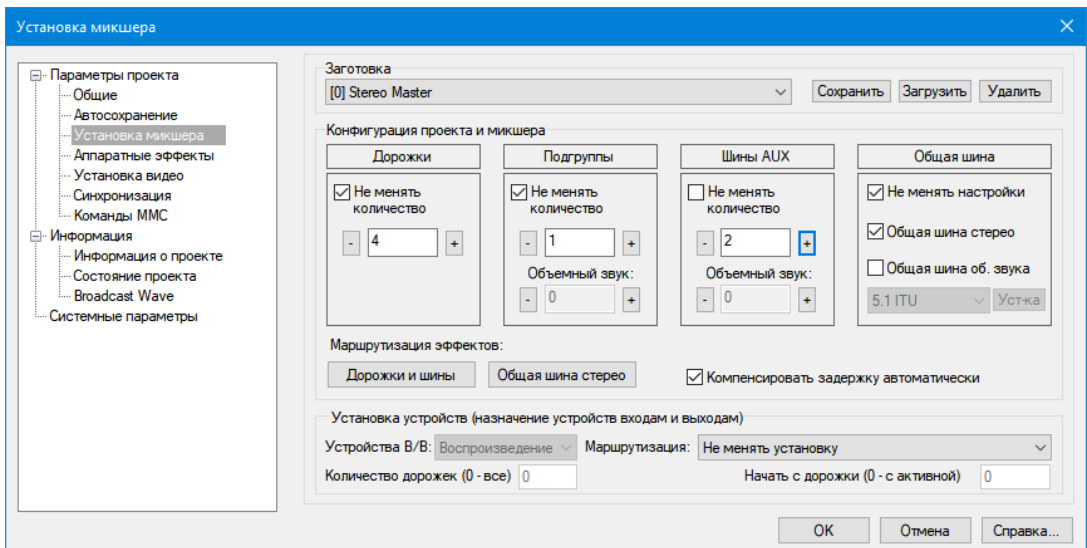 Установка микшера
Параметры проекта
Общие
Автосохранение
Установка микшера
Аппаратные эффекты
Установка видео
Синхронизация
Команды MMC
Информация
Информация о проекте
Состояние проекта
Broadcast Wave
Системные параметры
Заготовка
[0] Stereo Master
Сохранить Загрузить Удалить
Конфигурация проекта и микшера
Дорожки Подгруппы Шины AUX Общая шина
Не менять количество
- 4 +
Не менять количество
- 1 +
Объемный звук:
- 0 +
Не менять количество
- 2 +
Объемный звук:
- 0 +
Не менять настройки
Общая шина стерео
Общая шина об. звука
5.1 ITU Уст-ка
Маршрутизация эффектов:
Дорожки и шины Общая шина стерео Компенсировать задержку автоматически
Установка устройств (назначение устройств входам и выходам)
Устройства В/В: Воспроизведение Маршрутизация: Не менять установку
Количество дорожек (0 - все) 0 Начать с дорожки (0 - с активной) 0
OK Отмена Справка...